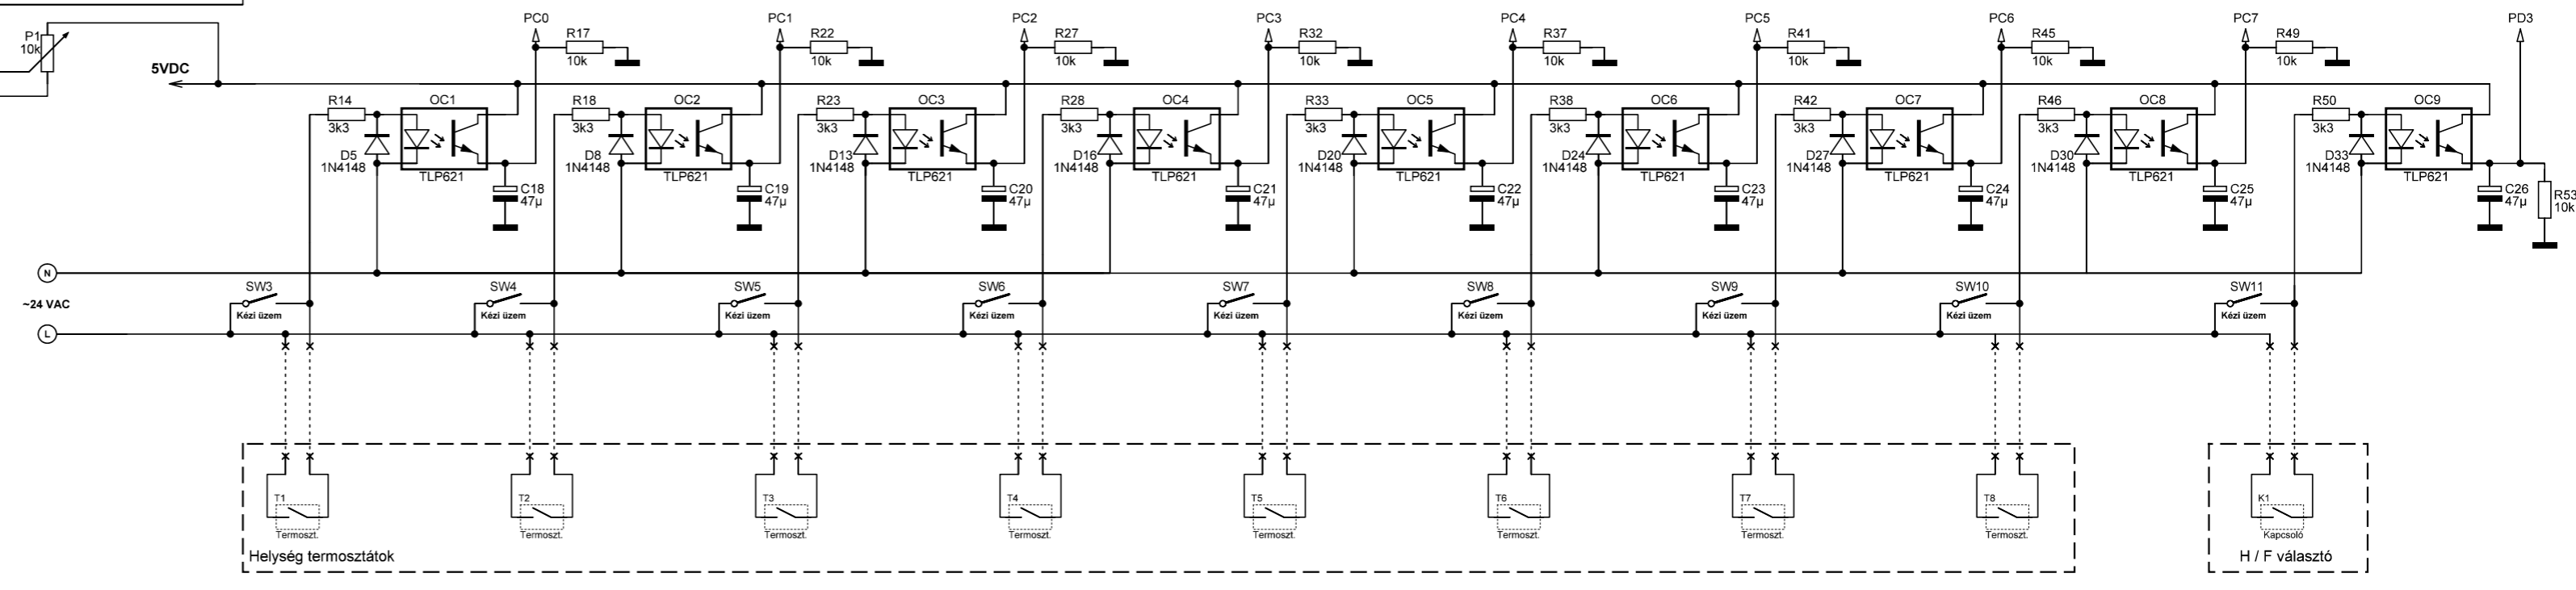 PC0
PC1
PC2
PC3
PC4
PC5
PC6
PC7
PD3
P1
10k
R17
10k
R22
10k
R27
10k
R32
10k
R37
10k
R41
10k
R45
10k
R49
10k
5VDC
R14
3k3
OC1
D5
1N4148
TLP621
C18
47µ
R18
3k3
OC2
D8
1N4148
TLP621
C19
47µ
R23
3k3
OC3
D13
1N4148
TLP621
C20
47µ
R28
3k3
OC4
D16
1N4148
TLP621
C21
47µ
R33
3k3
OC5
D20
1N4148
TLP621
C22
47µ
R38
3k3
OC6
D24
1N4148
TLP621
C23
47µ
R42
3k3
OC7
D27
1N4148
TLP621
C24
47µ
R46
3k3
OC8
D30
1N4148
TLP621
C25
47µ
R50
3k3
OC9
D33
1N4148
TLP621
C26
47µ
R53
10k
N
~24 VAC
L
SW3
Kézi üzem
SW4
Kézi üzem
SW5
Kézi üzem
SW6
Kézi üzem
SW7
Kézi üzem
SW8
Kézi üzem
SW9
Kézi üzem
SW10
Kézi üzem
SW11
Kézi üzem
T1
Termoszt.
T2
Termoszt.
T3
Termoszt.
T4
Termoszt.
T5
Termoszt.
T6
Termoszt.
T7
Termoszt.
T8
Termoszt.
K1
Kapcsoló
Helység termosztátok
H / F választó